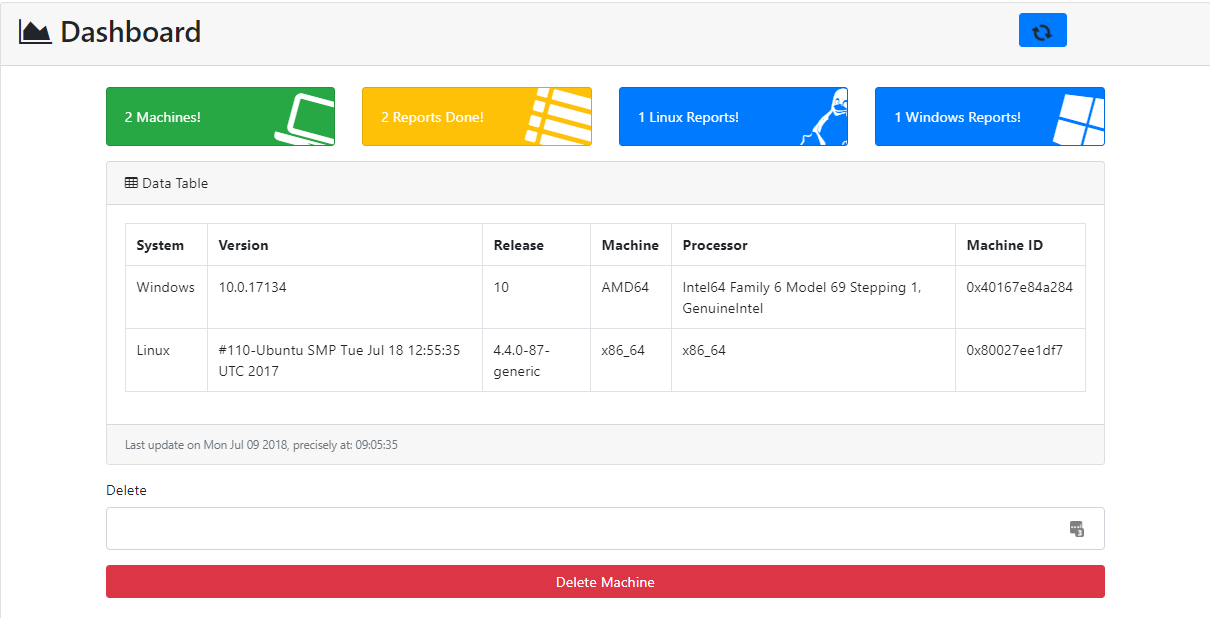 Dashboard
2 Machines!
2 Reports Done!
1 Linux Reports!
1 Windows Reports!
Data Table
System Version Release Machine Processor Machine ID
Windows 10.0.17134 10 AMD64 Intel64 Family 6 Model 69 Stepping 1, 0x40167e84a284
GenuineIntel
Linux #110-Ubuntu SMP Tue Jul 18 12:55:35 4.4.0-87- x86_64 x86_64 0x80027ee1df7
UTC 2017 generic
Last update on Mon Jul 09 2018, precisely at: 09:05:35
Delete
Delete Machine